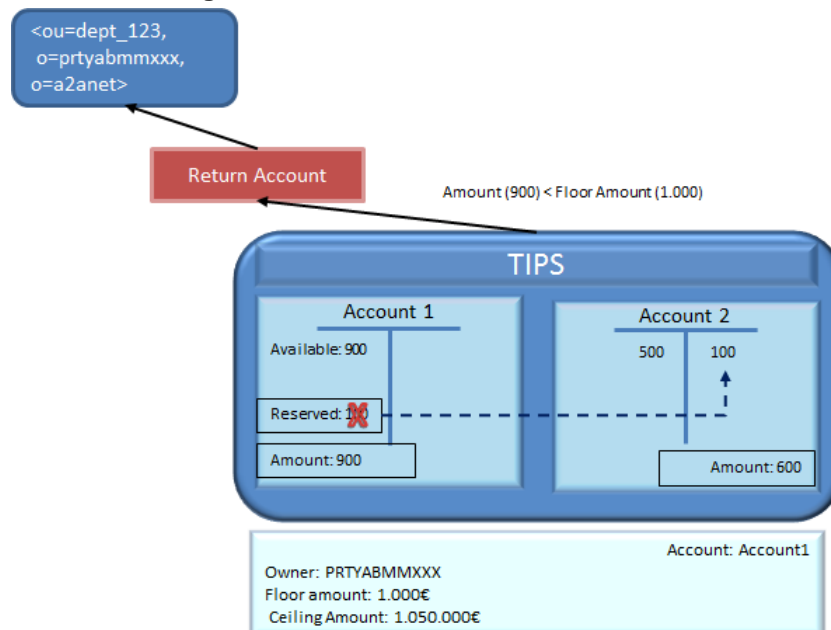 <ou=dept_123,
o=prtyabmmxxx,
o=a2anet>
Return Account
Amount (900) < Floor Amount (1.000)
TIPS
Account 1
Available: 900
Reserved:
Amount: 900
Account 2
500 100
Amount: 600
Account: Account1
Owner: PRTYABMMXXX
Floor amount: 1.000€
Ceiling Amount: 1.050.000€